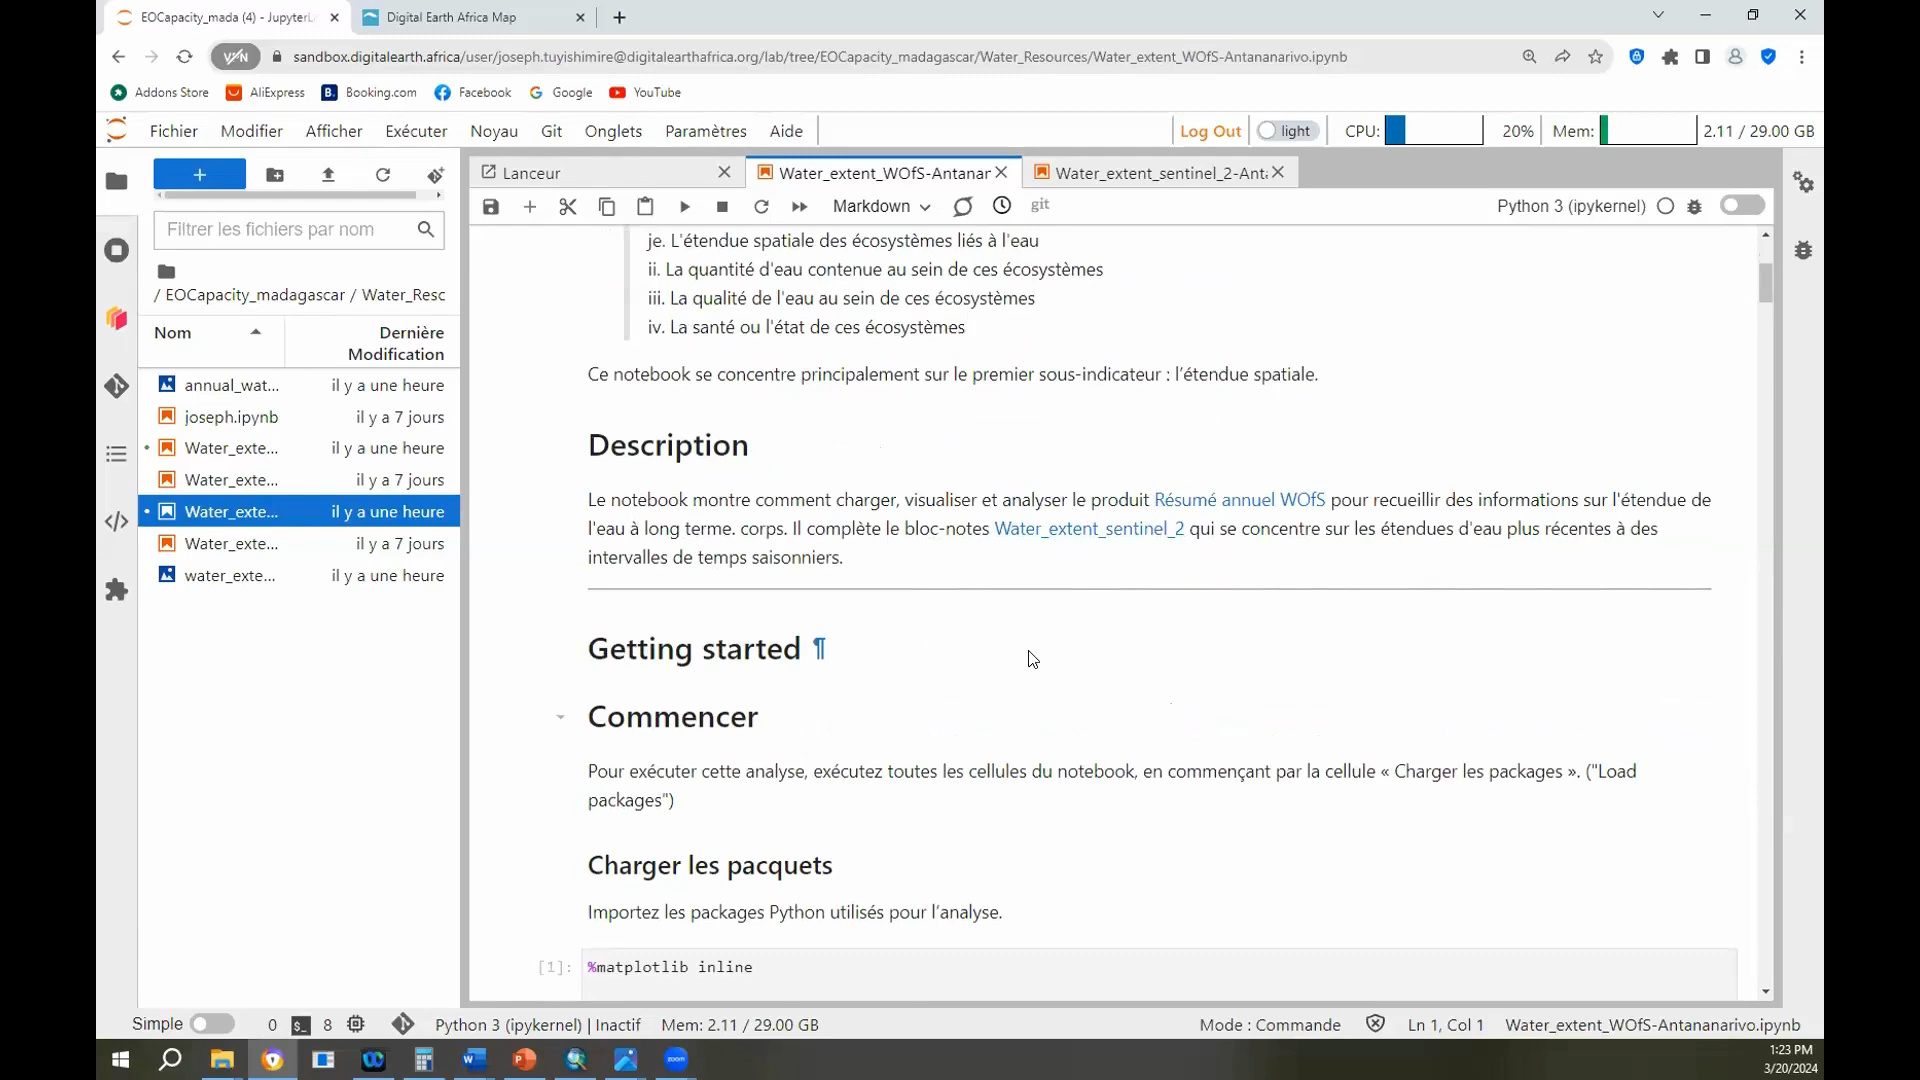 EOCapacity_mada (4) - JupyterL
Digital Earth Africa Map
VPN
sandbox.digitalearth.africa/user/joseph.tuyishimire@digitalearthafrica.org/lab/tree/EOCapacity_madagascar/Water_Resources/Water_extent_WOfS-Antananarivo.ipynb
Addons Store
AliExpress
Booking.com
Facebook
Google
YouTube
Fichier
Modifier
Afficher
Exécuter
Noyau
Git
Onglets
Paramètres
Aide
Log Out
light
CPU:
20%
Mem:
2.11 / 29.00 GB
Lanceur
Water_extent_WOfS-Antanar
Water_extent_sentinel_2-Anta
Markdown
git
Python 3 (ipykernel)
Filtrer les fichiers par nom
/ EOCapacity_madagascar / Water_Resc
Nom
Dernière
Modification
annual_wat... il y a une heure
joseph.ipynb il y a 7 jours
Water_exte... il y a une heure
Water_exte... il y a 7 jours
Water_exte... il y a une heure
Water_exte... il y a 7 jours
water_exte... il y a une heure
je. L'étendue spatiale des écosystèmes liés à l'eau
ii. La quantité d'eau contenue au sein de ces écosystèmes
iii. La qualité de l'eau au sein de ces écosystèmes
iv. La santé ou l'état de ces écosystèmes
Ce notebook se concentre principalement sur le premier sous-indicateur : l'étendue spatiale.
Description
Le notebook montre comment charger, visualiser et analyser le produit Résumé annuel WOfS pour recueillir des informations sur l'étendue de
l'eau à long terme. corps. Il complète le bloc-notes Water_extent_sentinel_2 qui se concentre sur les étendues d'eau plus récentes à des
intervalles de temps saisonniers.
Getting started ¶
Commencer
Pour exécuter cette analyse, exécutez toutes les cellules du notebook, en commençant par la cellule « Charger les packages ». ("Load
packages")
Charger les pacquets
Importez les packages Python utilisés pour l'analyse.
[1]: %matplotlib inline
Simple
0
8
Python 3 (ipykernel) | Inactif
Mem: 2.11 / 29.00 GB
Mode : Commande
Ln 1, Col 1
Water_extent_WOfS-Antananarivo.ipynb
zoom
1:23 PM
3/20/2024